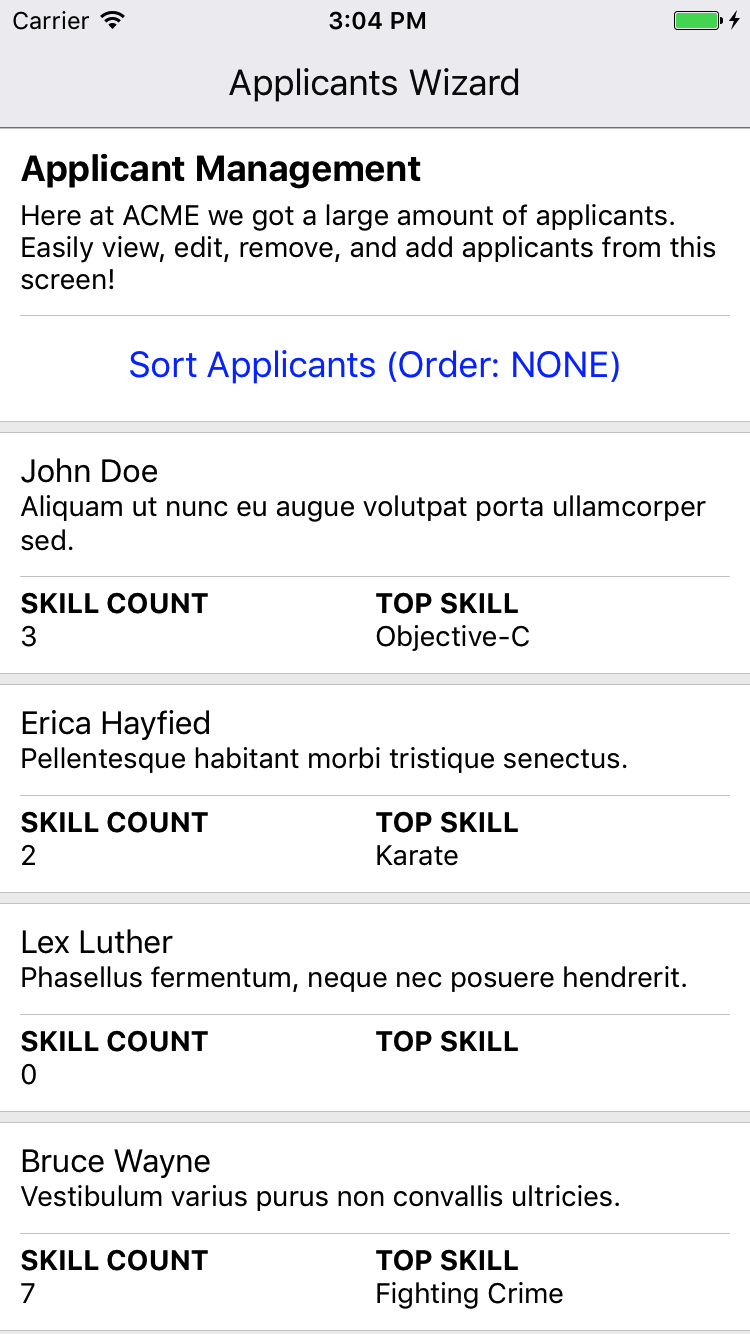 Carrier 3:04 PM
Applicants Wizard
Applicant Management
Here at ACME we got a large amount of applicants.
Easily view, edit, remove, and add applicants from this
screen!
Sort Applicants (Order: NONE)
John Doe
Aliquam ut nunc eu augue volutpat porta ullamcorper
sed.
SKILL COUNT TOP SKILL
3 Objective-C
Erica Hayfied
Pellentesque habitant morbi tristique senectus.
SKILL COUNT TOP SKILL
2 Karate
Lex Luther
Phasellus fermentum, neque nec posuere hendrerit.
SKILL COUNT TOP SKILL
0
Bruce Wayne
Vestibulum varius purus non convallis ultricies.
SKILL COUNT TOP SKILL
7 Fighting Crime